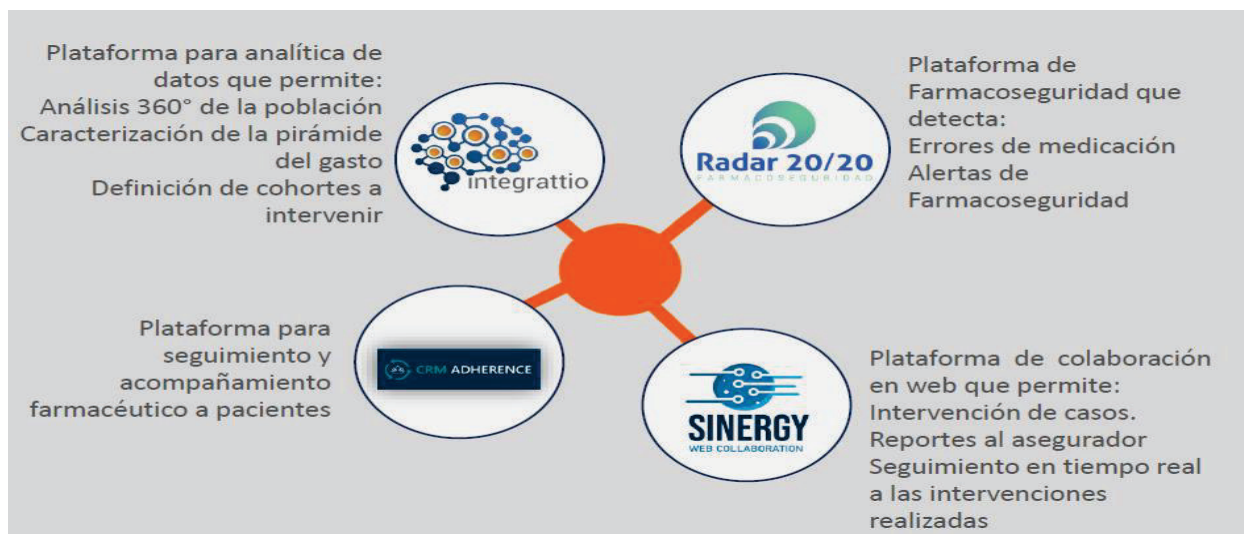 Plataforma para analítica de
datos que permite:
Análisis 360° de la población
Caracterización de la pirámide
del gasto
Definición de cohortes a
intervenir
integrattio
Radar 20/20
FARMACOSEGURIDAD
Plataforma de
Farmacoseguridad que
detecta:
Errores de medicación
Alertas de
Farmacoseguridad
Plataforma para
seguimiento y
acompañamiento
farmacéutico a pacientes
CRM ADHERENCE
SINERGY
WEB COLLABORATION
Plataforma de colaboración
en web que permite:
Intervención de casos.
Reportes al asegurador
Seguimiento en tiempo real
a las intervenciones
realizadas